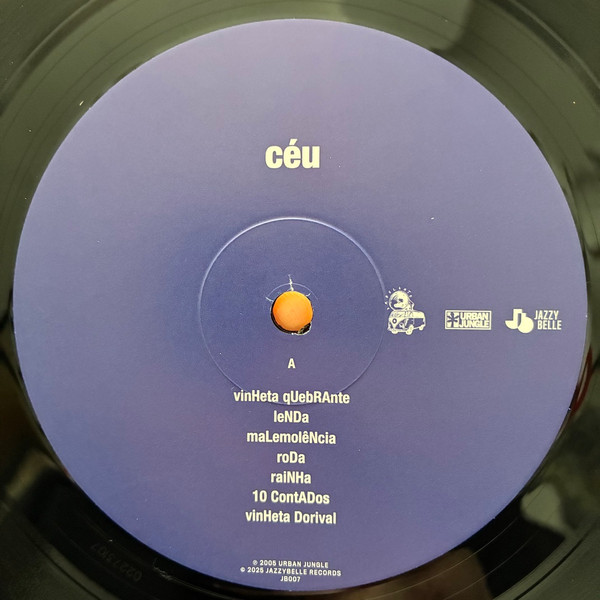 céu
URBAN
JUNGLE
JAZZY
BELLE
A
vinHeta qUebRAnte
leNDa
maLemolêNcia
roDa
raiNHa
10 ContADos
vinHeta Dorival
℗ 2005 URBAN JUNGLE
© 2025 JAZZYBELLE RECORDS
JB007